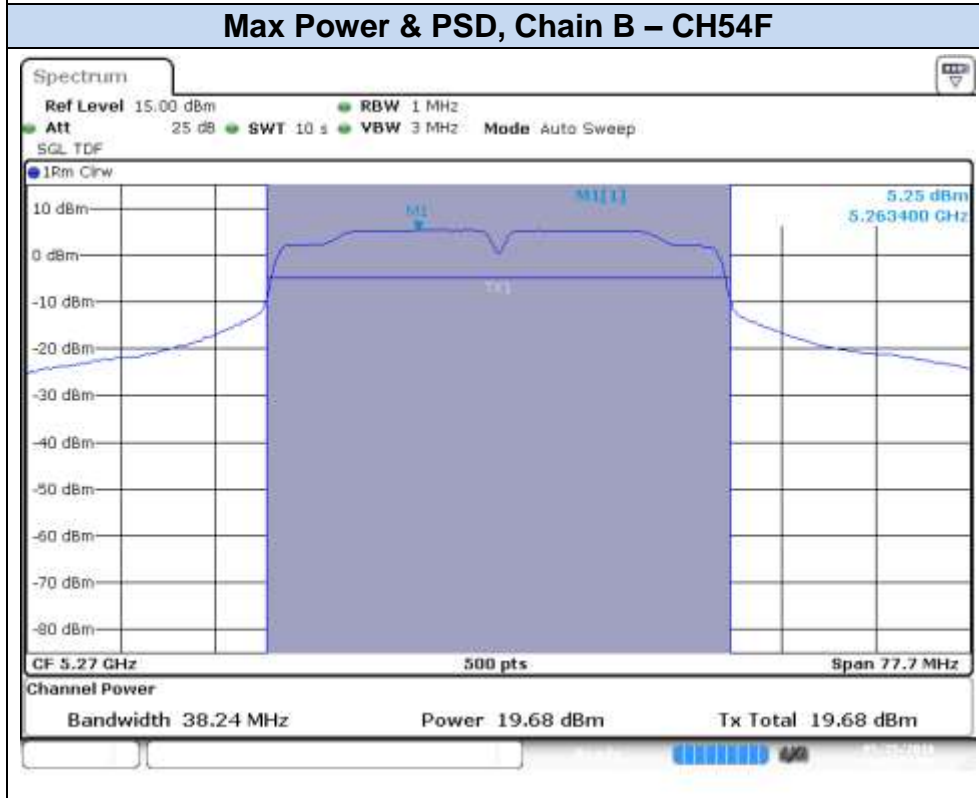 Max Power & PSD, Chain B – CH54F
Spectrum
Ref Level 15.00 dBm RBW 1 MHz
Att 25 dB SWT 10 s VBW 3 MHz Mode Auto Sweep
SGL TDF
1Rm Clrw
M1[1] 5.25 dBm
5.263400 GHz
10 dBm
M1
0 dBm
TX1
-10 dBm
-20 dBm
-30 dBm
-40 dBm
-50 dBm
-60 dBm
-70 dBm
-80 dBm
CF 5.27 GHz 500 pts Span 77.7 MHz
Channel Power
Bandwidth 38.24 MHz Power 19.68 dBm Tx Total 19.68 dBm